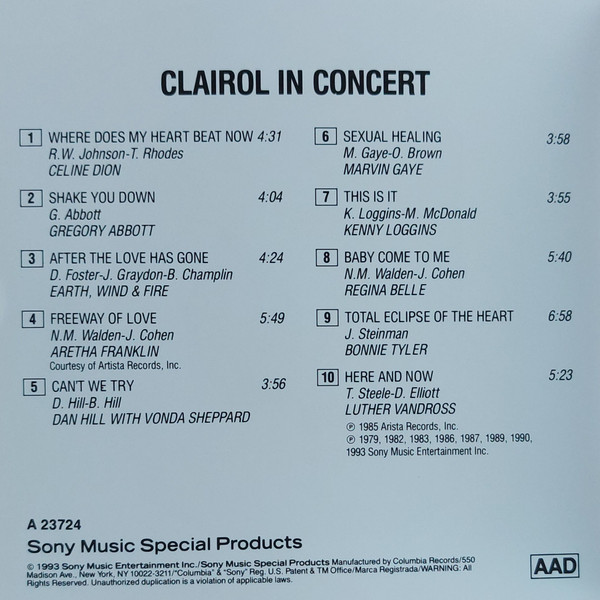 CLAIROL IN CONCERT
1 WHERE DOES MY HEART BEAT NOW 4:31
R.W. Johnson-T. Rhodes
CELINE DION
2 SHAKE YOU DOWN 4:04
G. Abbott
GREGORY ABBOTT
3 AFTER THE LOVE HAS GONE 4:24
D. Foster-J. Graydon-B. Champlin
EARTH, WIND & FIRE
4 FREEWAY OF LOVE 5:49
N.M. Walden-J. Cohen
ARETHA FRANKLIN
Courtesy of Artista Records, Inc.
5 CAN'T WE TRY 3:56
D. Hill-B. Hill
DAN HILL WITH VONDA SHEPPARD
6 SEXUAL HEALING 3:58
M. Gaye-O. Brown
MARVIN GAYE
7 THIS IS IT 3:55
K. Loggins-M. McDonald
KENNY LOGGINS
8 BABY COME TO ME 5:40
N.M. Walden-J. Cohen
REGINA BELLE
9 TOTAL ECLIPSE OF THE HEART 6:58
J. Steinman
BONNIE TYLER
10 HERE AND NOW 5:23
T. Steele-D. Elliott
LUTHER VANDROSS
℗ 1985 Arista Records, Inc.
℗ 1979, 1982, 1983, 1986, 1987, 1989, 1990,
1993 Sony Music Entertainment Inc.
A 23724
Sony Music Special Products
© 1993 Sony Music Entertainment Inc./Sony Music Special Products Manufactured by Columbia Records/550
Madison Ave., New York, NY 10022-3211/"Columbia" & "Sony" Reg. U.S. Patent & TM Office/Marca Registrada/WARNING: All
Rights Reserved. Unauthorized duplication is a violation of applicable laws.
AAD